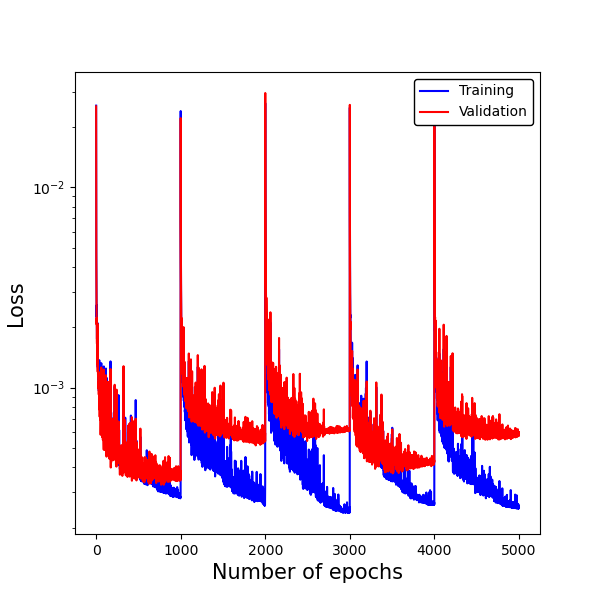 Training
Validation
10⁻²
10⁻³
Loss
0 1000 2000 3000 4000 5000
Number of epochs